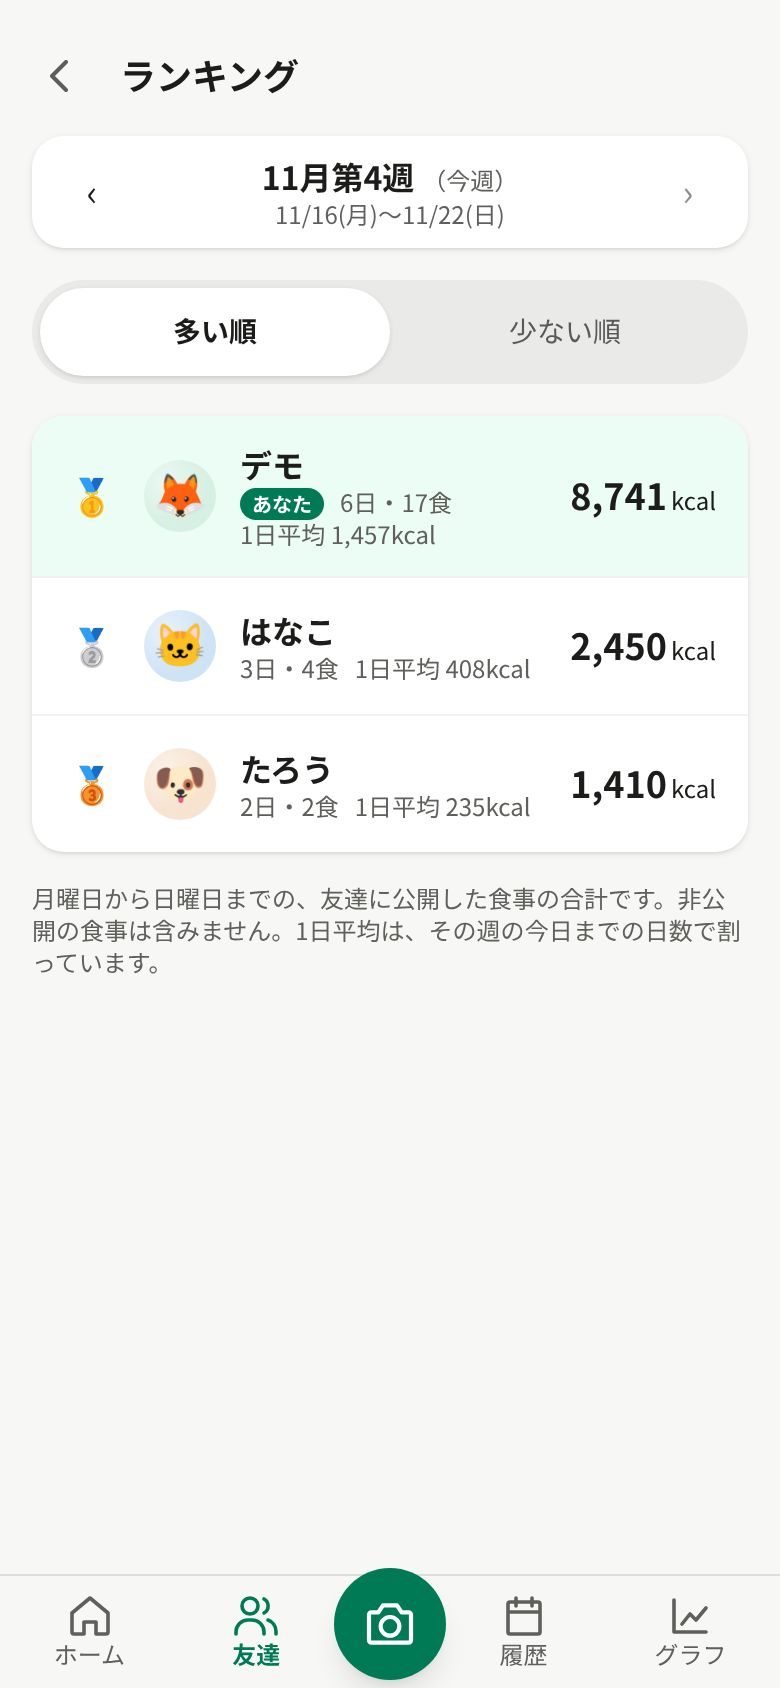 ランキング
11月第4週 （今週）
11/16(月)〜11/22(日)
多い順
少ない順
デモ
あなた 6日・17食
1日平均 1,457kcal
8,741 kcal
はなこ
3日・4食 1日平均 408kcal
2,450 kcal
たろう
2日・2食 1日平均 235kcal
1,410 kcal
月曜日から日曜日までの、友達に公開した食事の合計です。非公
開の食事は含みません。1日平均は、その週の今日までの日数で割
っています。
ホーム
友達
履歴
グラフ